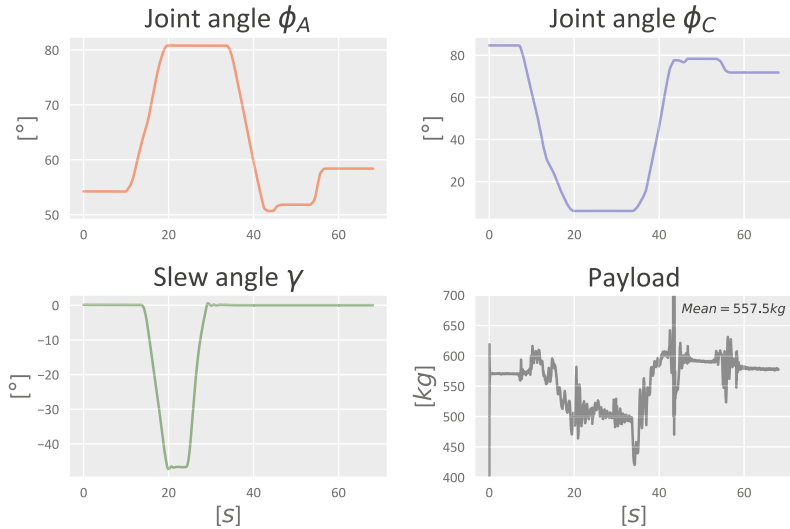 Joint angle ϕ_A
80
70
60
50
[°]
0 20 40 60
Joint angle ϕ_C
80
60
40
20
[°]
0 20 40 60
Slew angle γ
0
−10
−20
−30
−40
[°]
0 20 40 60
[s]
Payload
Mean = 557.5kg
700
650
600
550
500
450
400
[kg]
0 20 40 60
[s]